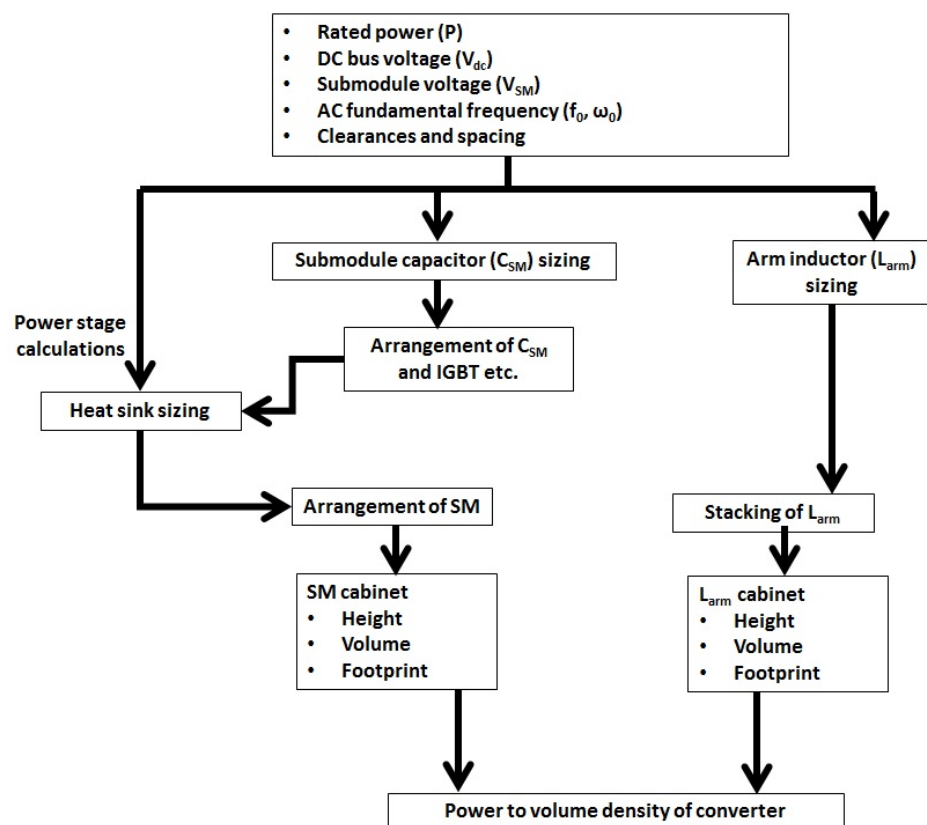 • Rated power (P)
• DC bus voltage (Vdc)
• Submodule voltage (VSM)
• AC fundamental frequency (f0, ω0)
• Clearances and spacing
Submodule capacitor (CSM) sizing
Arm inductor (Larm)
sizing
Power stage
calculations
Arrangement of CSM
and IGBT etc.
Heat sink sizing
Arrangement of SM
Stacking of Larm
SM cabinet
• Height
• Volume
• Footprint
Larm cabinet
• Height
• Volume
• Footprint
Power to volume density of converter